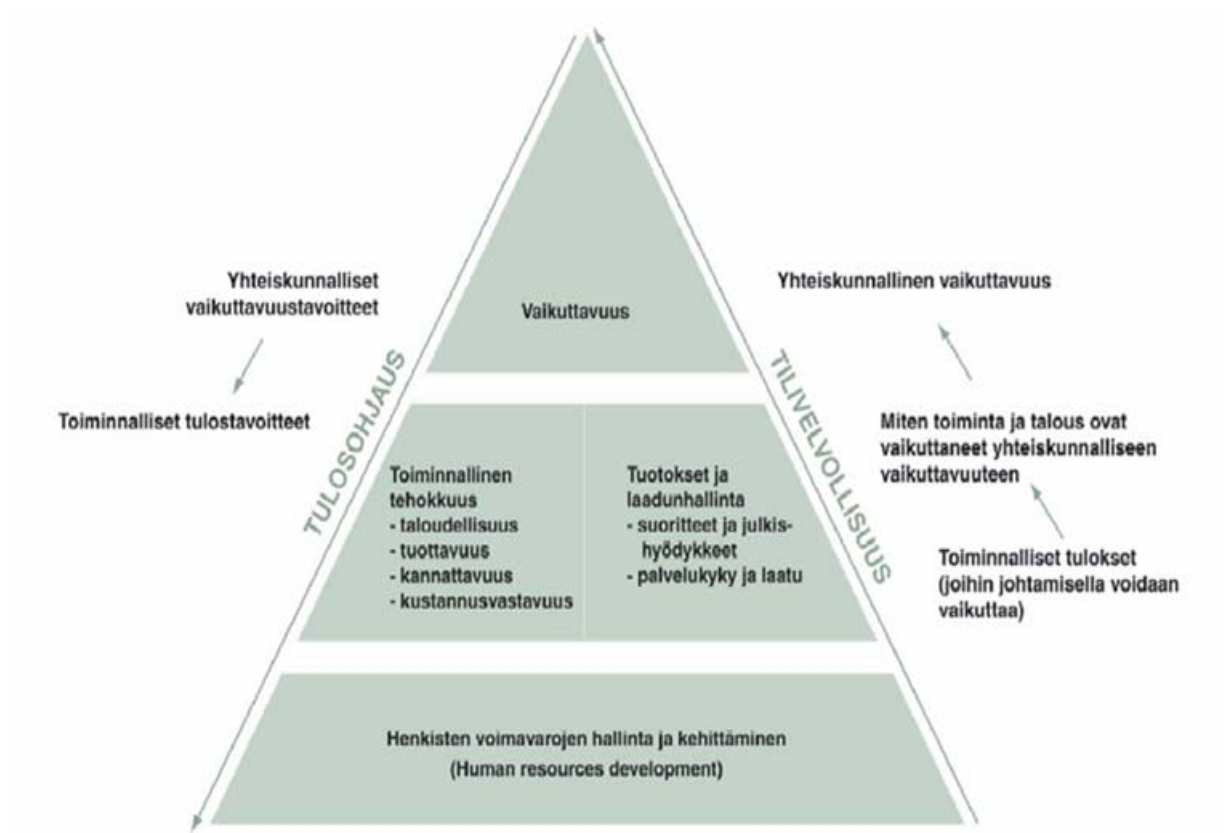 Yhteiskunnalliset
vaikuttavuustavoitteet
Toiminnalliset tulostavoitteet
TULOSOHJAUS
Vaikuttavuus
Toiminnallinen
tehokkuus
- taloudellisuus
- tuottavuus
- kannattavuus
- kustannusvastavuus
Tuotokset ja
laadunhallinta
- suoritteet ja julkis-
hyödykkeet
- palvelukyky ja laatu
Henkisten voimavarojen hallinta ja kehittäminen
(Human resources development)
TILIVELVOLLISUUS
Yhteiskunnallinen vaikuttavuus
Miten toiminta ja talous ovat
vaikuttaneet yhteiskunnalliseen
vaikuttavuuteen
Toiminnalliset tulokset
(joihin johtamisella voidaan
vaikuttaa)